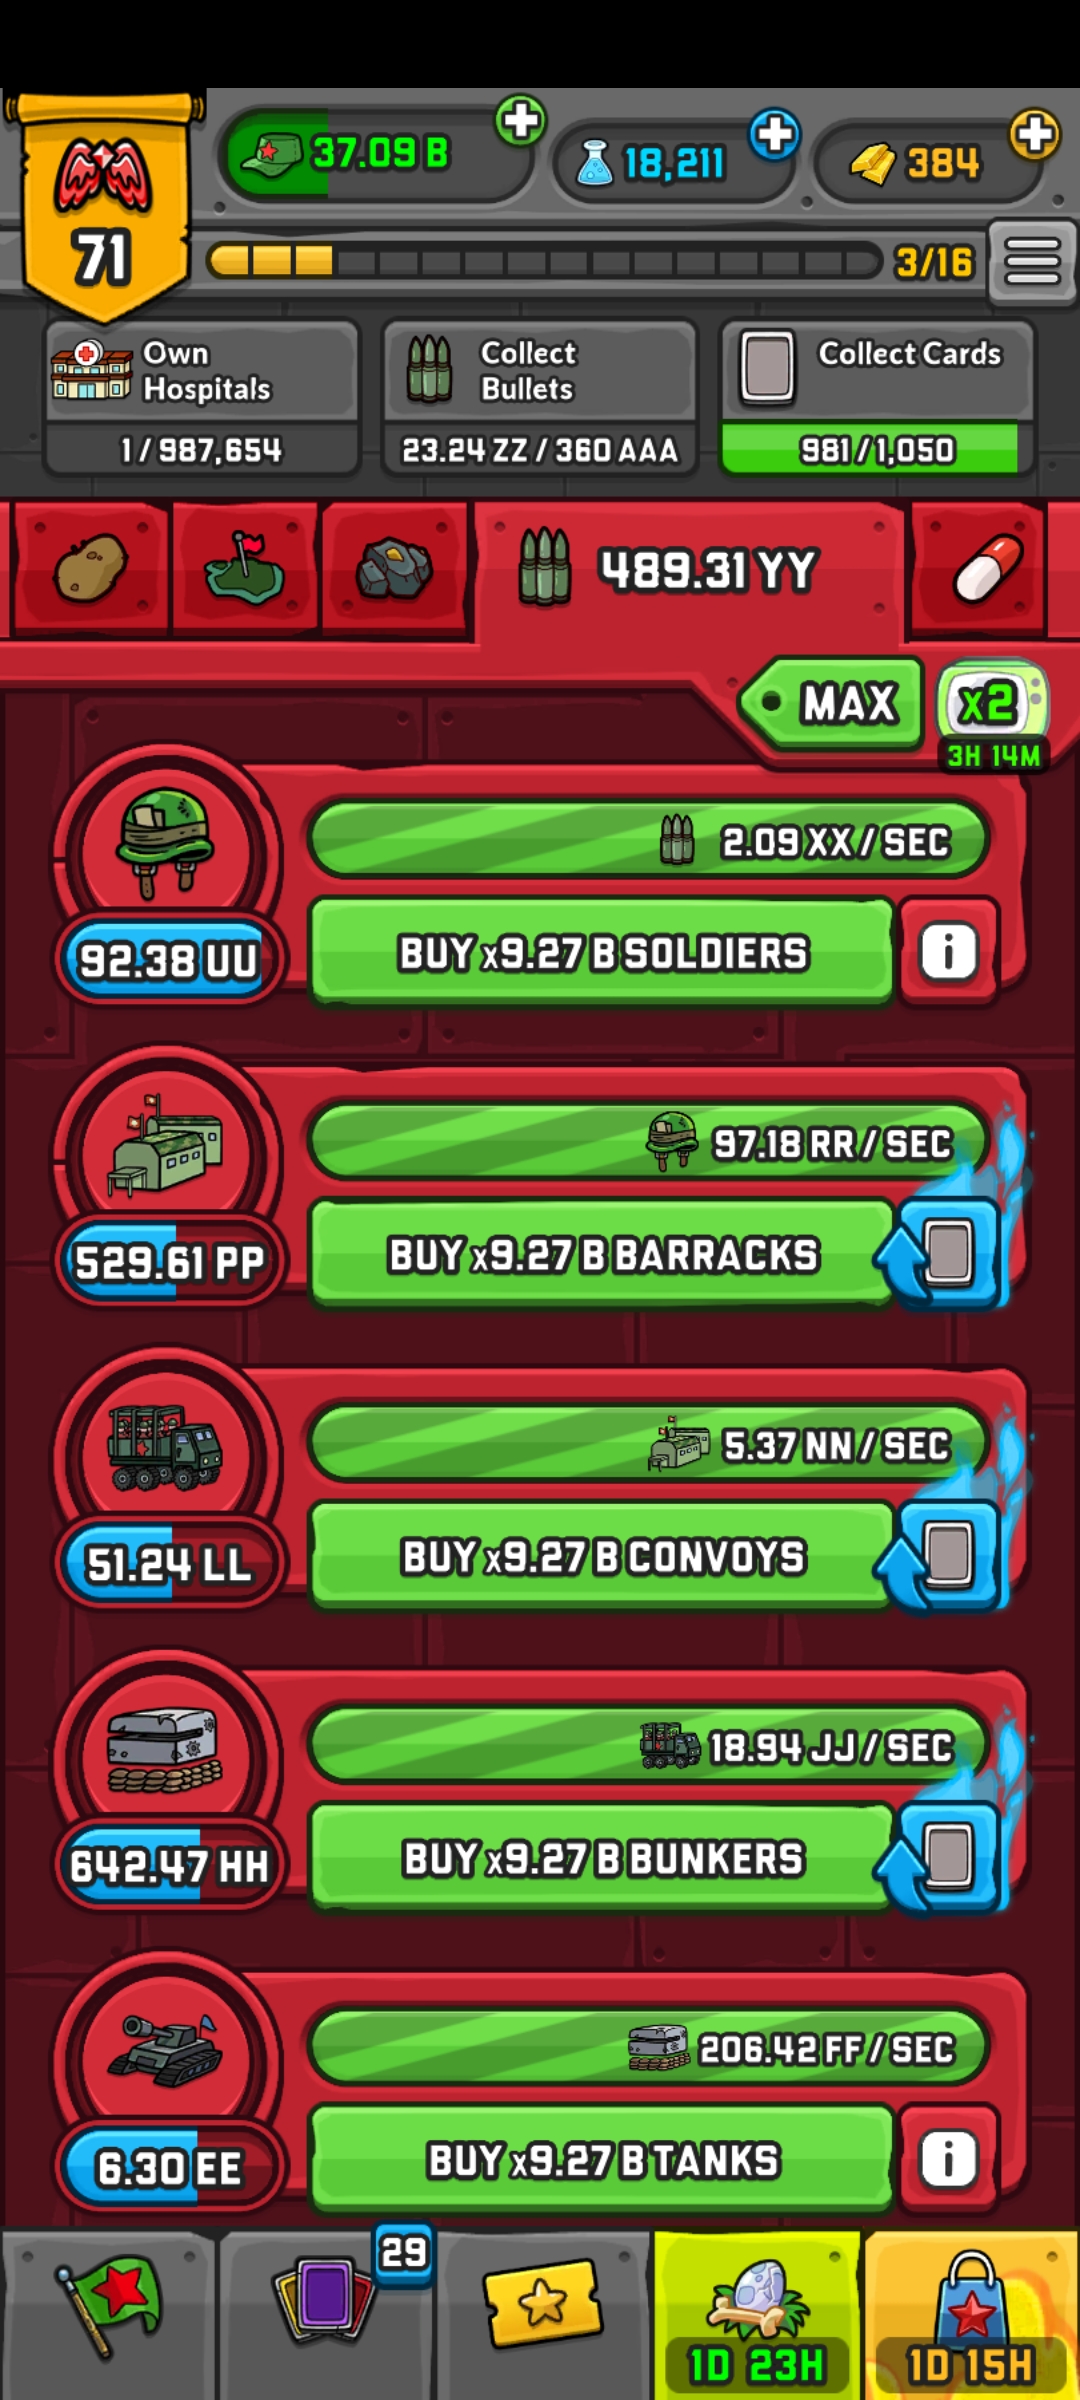 37.09 B
18,211
384
71
3/16
Own
Hospitals
1 / 987,654
Collect
Bullets
23.24 ZZ / 360 AAA
Collect Cards
981 / 1,050
489.31 YY
MAX
x2
3H 14M
2.09 XX / SEC
92.38 UU
BUY x9.27 B SOLDIERS
i
97.18 RR / SEC
529.61 PP
BUY x9.27 B BARRACKS
5.37 NN / SEC
51.24 LL
BUY x9.27 B CONVOYS
18.94 JJ / SEC
642.47 HH
BUY x9.27 B BUNKERS
206.42 FF / SEC
6.30 EE
BUY x9.27 B TANKS
i
29
1D 23H
1D 15H